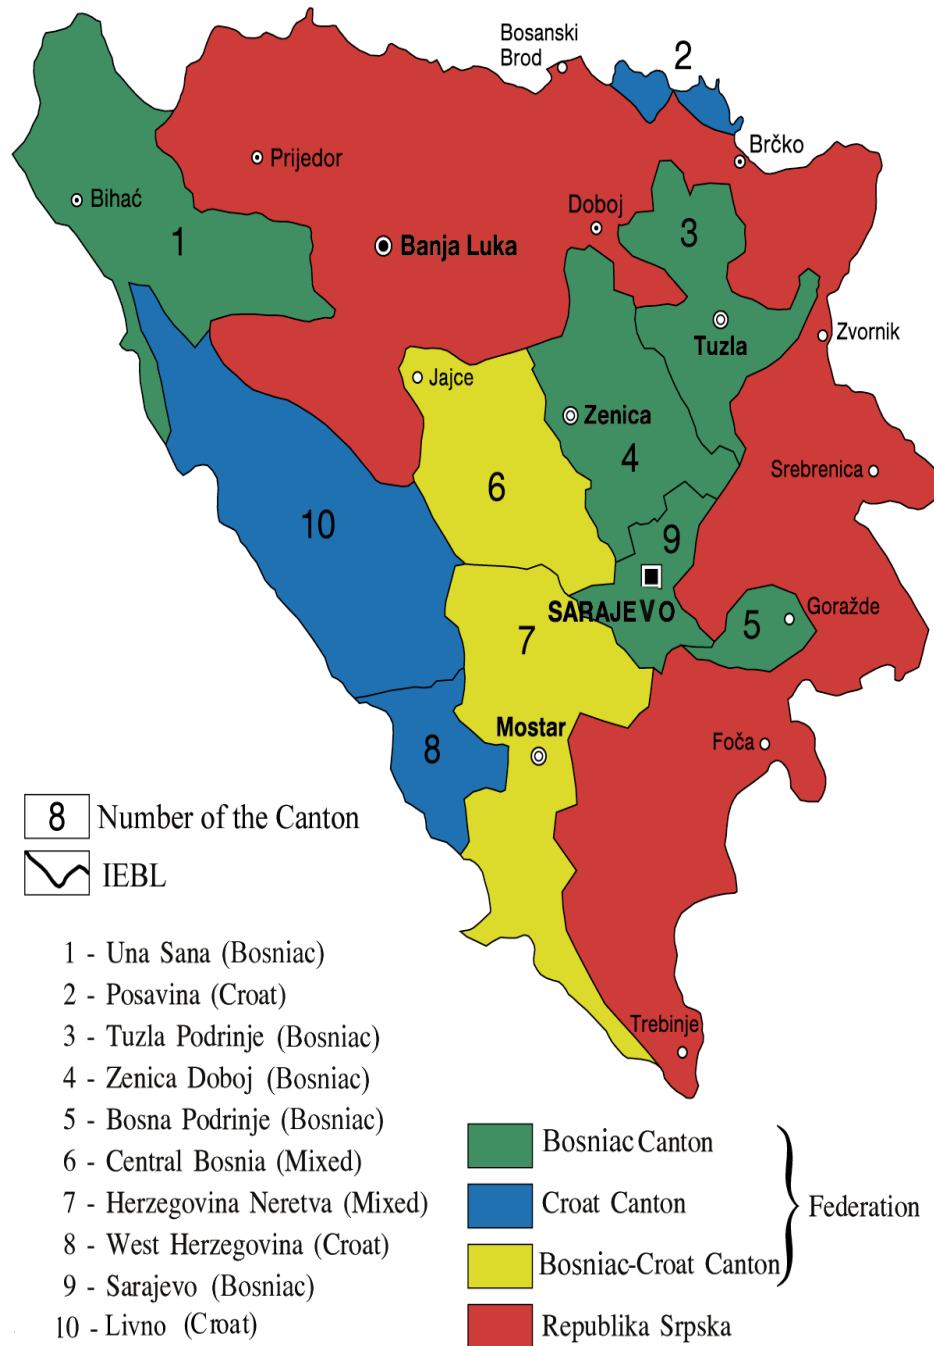 Bosanski
Brod
2
Brčko
Prijedor
Bihać
Doboj
3
1
Banja Luka
Zvornik
Tuzla
Jajce
Zenica
4
Srebrenica
6
10
9
SARAJEVO
Goražde
5
7
Mostar
Foča
8
8 Number of the Canton
IEBL
Trebinje
1 - Una Sana (Bosniac)
2 - Posavina (Croat)
3 - Tuzla Podrinje (Bosniac)
4 - Zenica Doboj (Bosniac)
5 - Bosna Podrinje (Bosniac)
6 - Central Bosnia (Mixed)
7 - Herzegovina Neretva (Mixed)
8 - West Herzegovina (Croat)
9 - Sarajevo (Bosniac)
10 - Livno (Croat)
Bosniac Canton
Croat Canton
Bosniac-Croat Canton
Federation
Republika Srpska